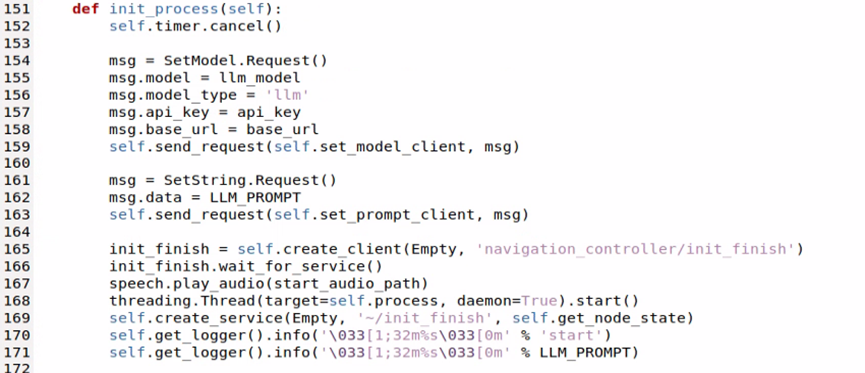 151 def init_process(self):
152 self.timer.cancel()
153
154 msg = SetModel.Request()
155 msg.model = llm_model
156 msg.model_type = 'llm'
157 msg.api_key = api_key
158 msg.base_url = base_url
159 self.send_request(self.set_model_client, msg)
160
161 msg = SetString.Request()
162 msg.data = LLM_PROMPT
163 self.send_request(self.set_prompt_client, msg)
164
165 init_finish = self.create_client(Empty, 'navigation_controller/init_finish')
166 init_finish.wait_for_service()
167 speech.play_audio(start_audio_path)
168 threading.Thread(target=self.process, daemon=True).start()
169 self.create_service(Empty, '~/init_finish', self.get_node_state)
170 self.get_logger().info('\033[1;32m%s\033[0m' % 'start')
171 self.get_logger().info('\033[1;32m%s\033[0m' % LLM_PROMPT)
172